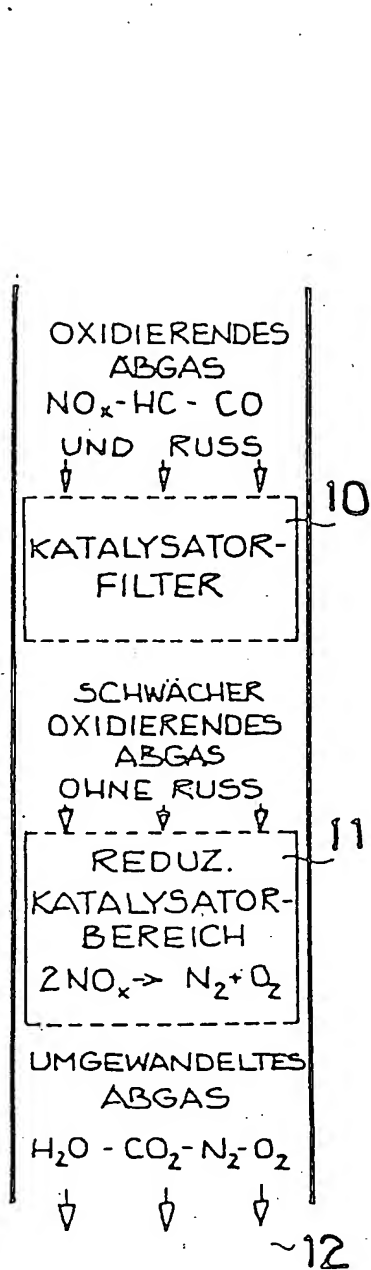 OXIDIERENDES
ABGAS
NOₓ-HC - CO
UND RUSS
10
KATALYSATOR-
FILTER
SCHWÄCHER
OXIDIERENDES
ABGAS
OHNE RUSS
11
REDUZ.
KATALYSATOR-
BEREICH
2NOₓ→ N₂+O₂
UMGEWANDELTES
ABGAS
H₂O - CO₂-N₂-O₂
~12